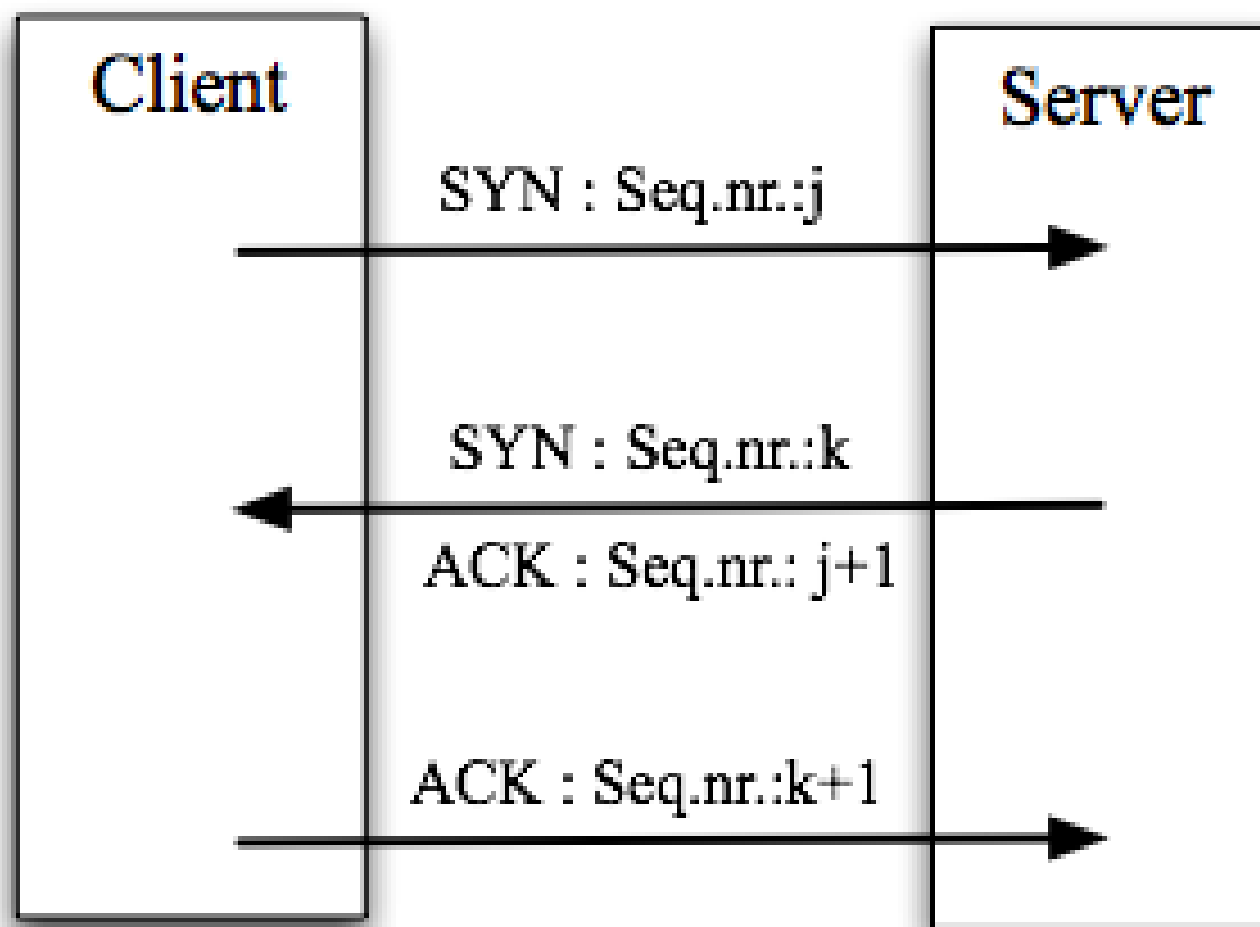 Client
Server
SYN : Seq.nr.:j
SYN : Seq.nr.:k
ACK : Seq.nr.: j+1
ACK : Seq.nr.:k+1